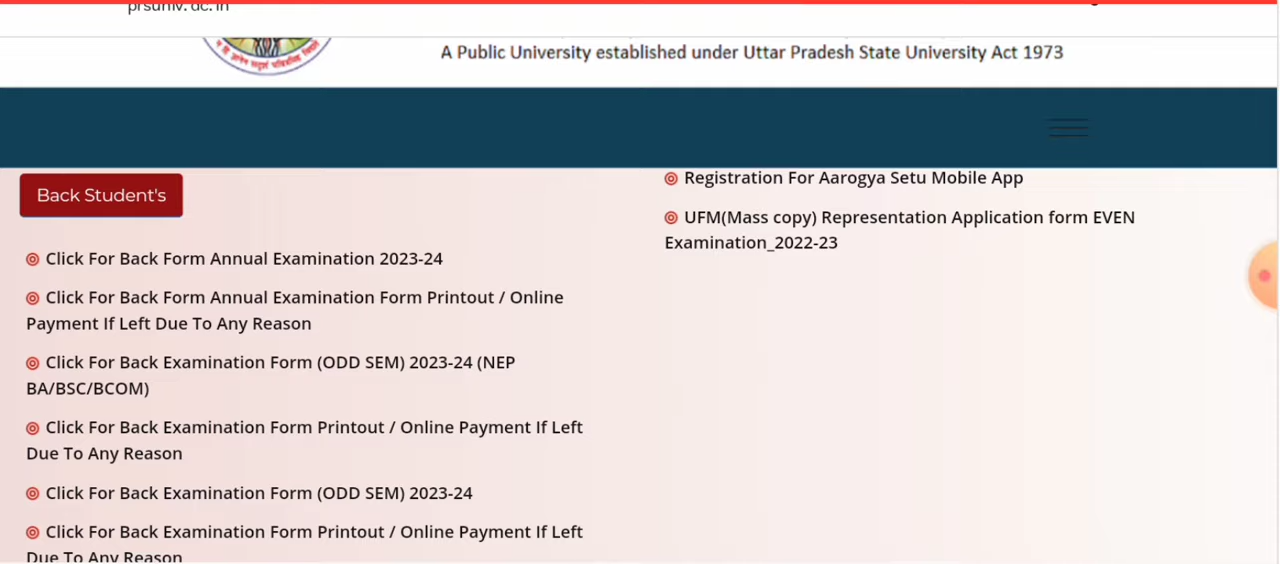 prsuniv.ac.in
A Public University established under Uttar Pradesh State University Act 1973
Back Student's
Click For Back Form Annual Examination 2023-24
Click For Back Form Annual Examination Form Printout / Online
Payment If Left Due To Any Reason
Click For Back Examination Form (ODD SEM) 2023-24 (NEP
BA/BSC/BCOM)
Click For Back Examination Form Printout / Online Payment If Left
Due To Any Reason
Click For Back Examination Form (ODD SEM) 2023-24
Click For Back Examination Form Printout / Online Payment If Left
Due To Any Reason
Registration For Aarogya Setu Mobile App
UFM(Mass copy) Representation Application form EVEN
Examination_2022-23